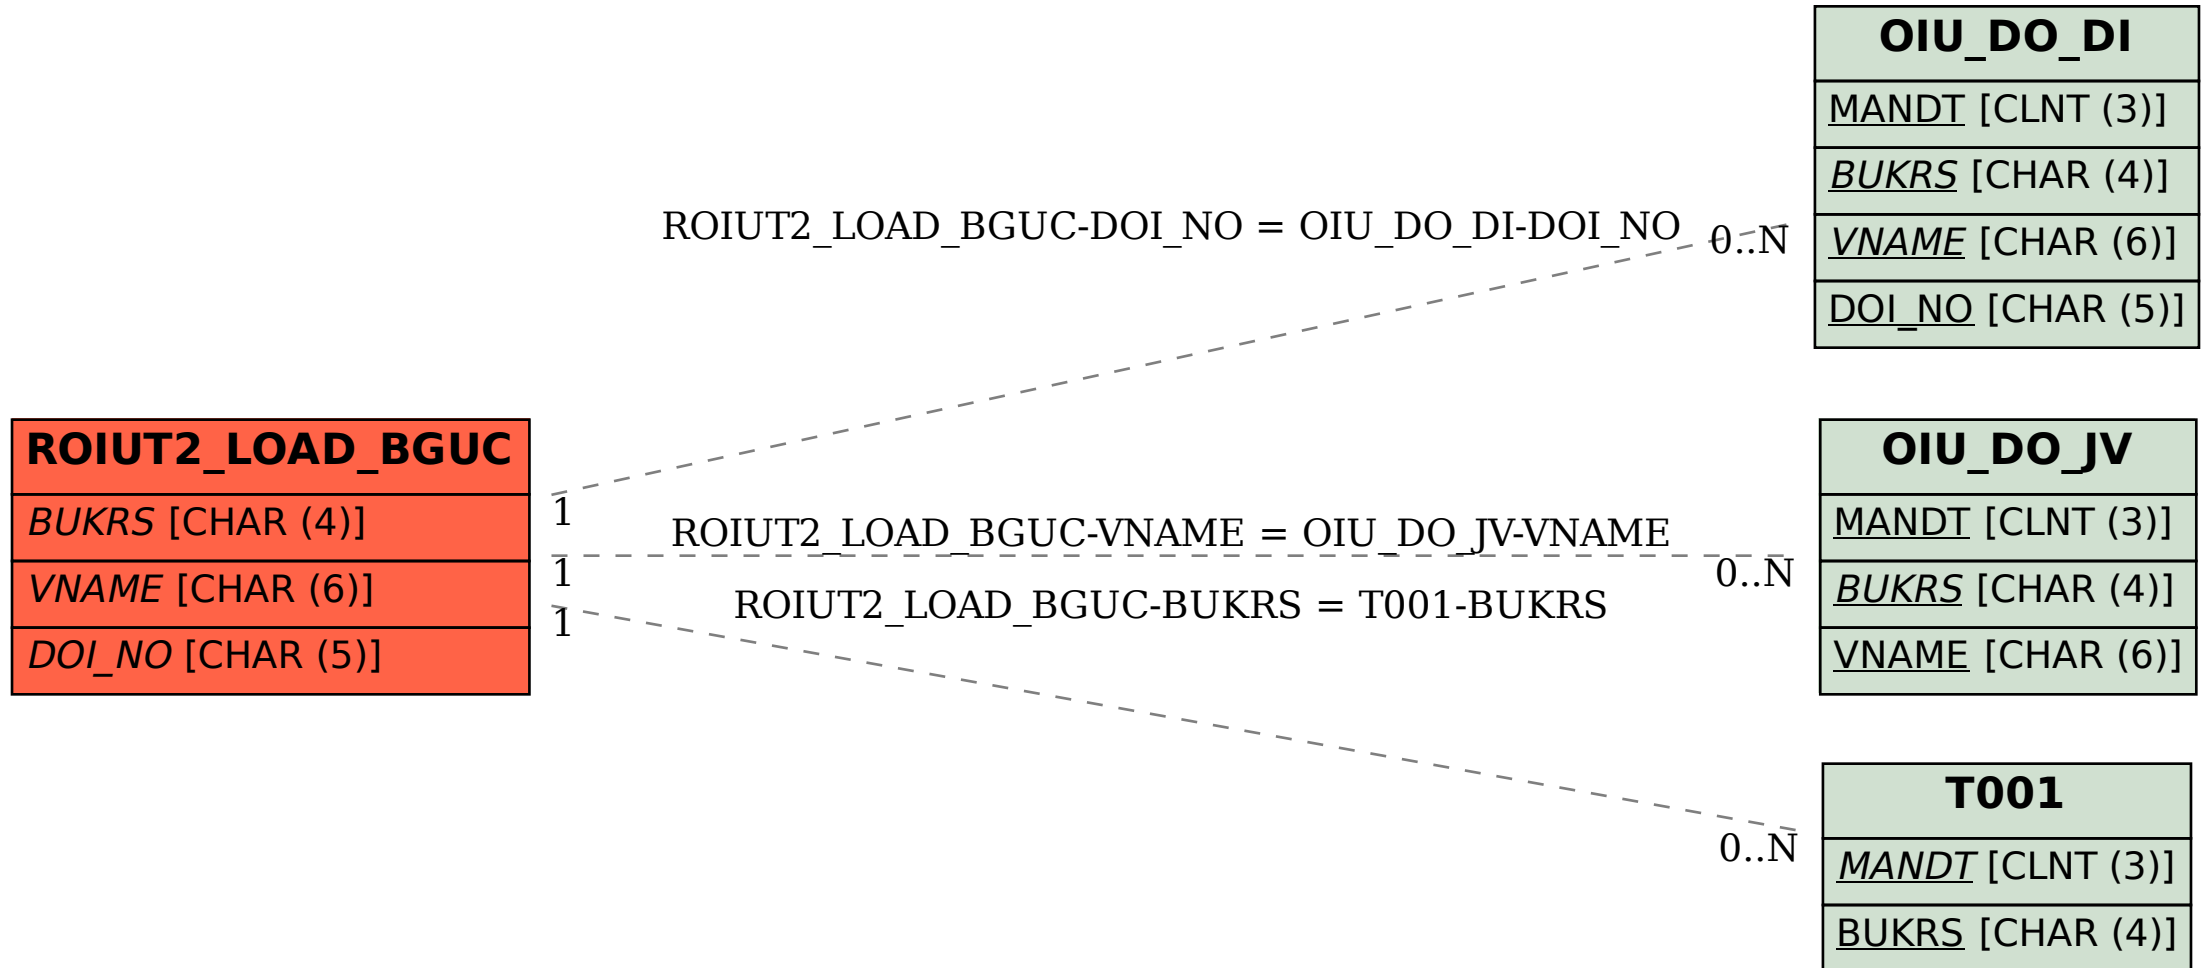 OIU_DO_DI
MANDT [CLNT (3)]
BUKRS [CHAR (4)]
VNAME [CHAR (6)]
DOI_NO [CHAR (5)]
ROIUT2_LOAD_BGUC-DOI_NO = OIU_DO_DI-DOI_NO
0..N
ROIUT2_LOAD_BGUC
BUKRS [CHAR (4)]
VNAME [CHAR (6)]
DOI_NO [CHAR (5)]
1
1
1
ROIUT2_LOAD_BGUC-VNAME = OIU_DO_JV-VNAME
0..N
ROIUT2_LOAD_BGUC-BUKRS = T001-BUKRS
0..N
OIU_DO_JV
MANDT [CLNT (3)]
BUKRS [CHAR (4)]
VNAME [CHAR (6)]
T001
MANDT [CLNT (3)]
BUKRS [CHAR (4)]